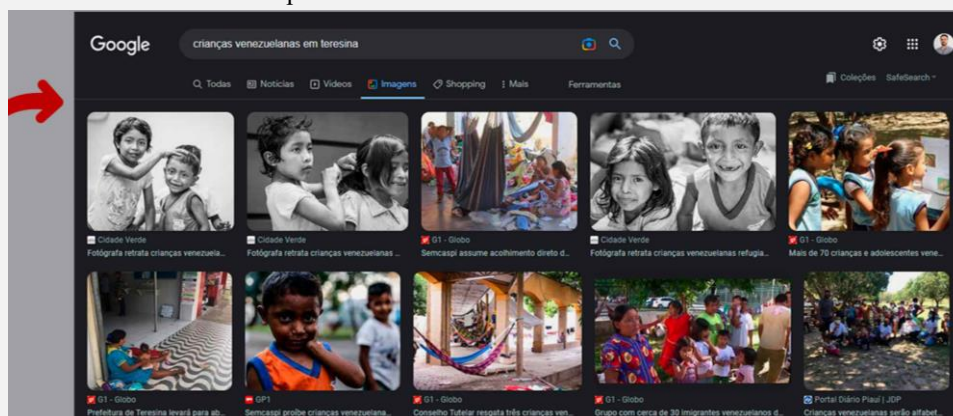 Google
crianças venezuelanas em teresina
Todas Notícias Vídeos Imagens Shopping Mais Ferramentas
Coleções SafeSearch
Cidade Verde
Fotógrafa retrata crianças venezuela...
Cidade Verde
Fotógrafa retrata crianças venezuelanas ...
G1 - Globo
Semcaspi assume acolhimento direto d...
Cidade Verde
Fotógrafa retrata crianças venezuelanas refugia...
G1 - Globo
Mais de 70 crianças e adolescentes vene...
G1 - Globo
Prefeitura de Teresina levará para ab...
GP1
Semcaspi proíbe crianças venezuelana...
G1 - Globo
Conselho Tutelar resgata três crianças ven...
G1 - Globo
Grupo com cerca de 30 imigrantes venezuelanos d...
Portal Diário Piauí | JDP
Crianças venezuelanas serão alfabet...